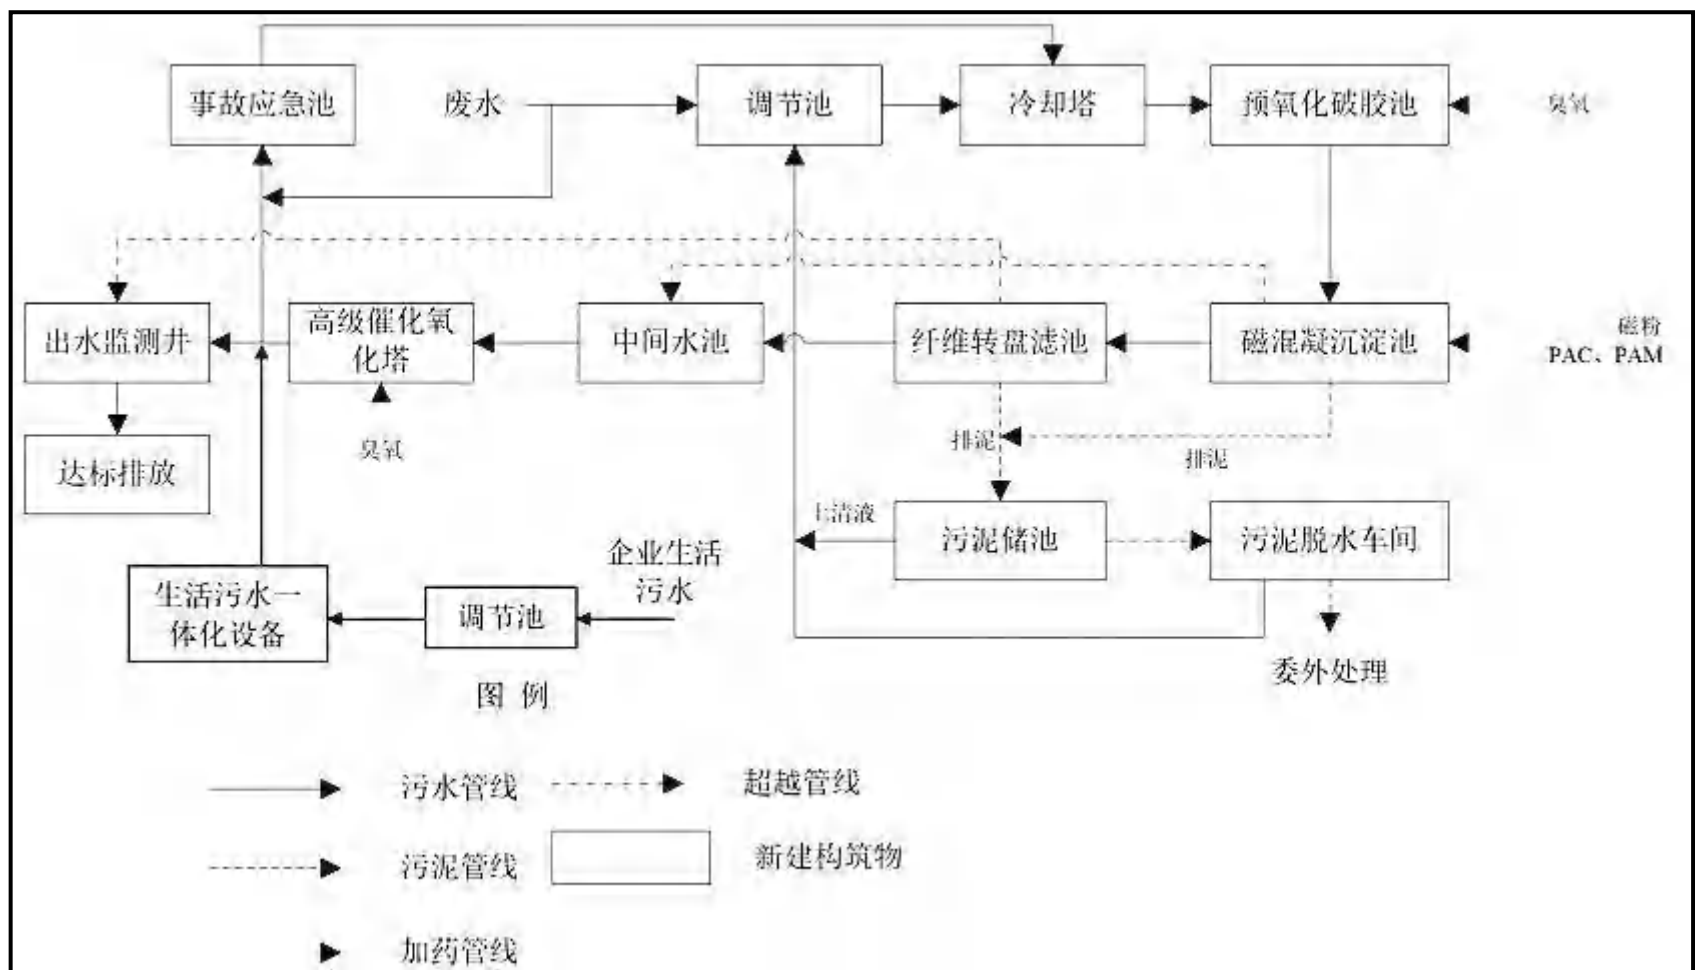 事故应急池
废水
调节池
冷却塔
预氧化破胶池
臭氧
出水监测井
高级催化氧
化塔
中间水池
纤维转盘滤池
磁混凝沉淀池
磁粉
PAC、PAM
臭氧
排泥
排泥
达标排放
上清液
污泥储池
污泥脱水车间
企业生活
污水
生活污水一
体化设备
调节池
委外处理
图 例
污水管线
超越管线
污泥管线
新建构筑物
加药管线